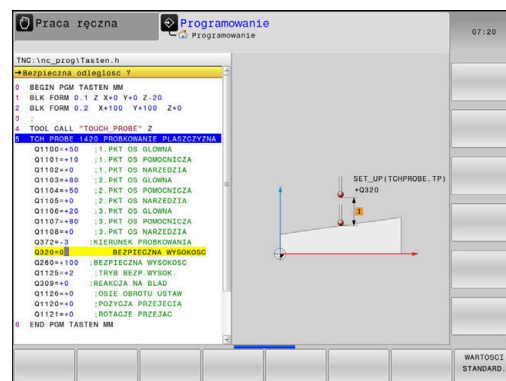 Praca ręczna
Programowanie
Programowanie
07:20
TNC:\nc_prog\Tasten.h
→Bezpieczna odleglosc ?
0 BEGIN PGM TASTEN MM
1 BLK FORM 0.1 Z X+0 Y+0 Z-20
2 BLK FORM 0.2 X+100 Y+100 Z+0
3 ;
4 TOOL CALL "TOUCH_PROBE" Z
5 TCH PROBE 1420 PROBKOWANIE PLASZCZYZNA
Q1100=+50 ;1.PKT OS GLOWNA
Q1101=+10 ;1.PKT OS POMOCNICZA
Q1102=+0 ;1.PKT OS NARZEDZIA
Q1103=+80 ;2.PKT OS GLOWNA
Q1104=+50 ;2.PKT OS POMOCNICZA
Q1105=+0 ;2.PKT OS NARZEDZIA
Q1106=+20 ;3.PKT OS GLOWNA
Q1107=+80 ;3.PKT OS POMOCNICZA
Q1108=+0 ;3.PKT OS NARZEDZIA
Q372=-3 ;KIERUNEK PROBKOWANIA
Q320=0 BEZPIECZNA WYSOKOSC
Q260=+100 ;BEZPIECZNA WYSOKOSC
Q1125=+2 ;TRYB BEZP.WYSOK.
Q309=+0 ;REAKCJA NA BLAD
Q1126=+0 ;OSIE OBROTU USTAW
Q1120=+0 ;POZYCJA PRZEJECIA
Q1121=+0 ;ROTACJE PRZEJAC
6 END PGM TASTEN MM
SET_UP(TCHPROBE.TP)
+Q320
I
WARTOSCI
STANDARD.